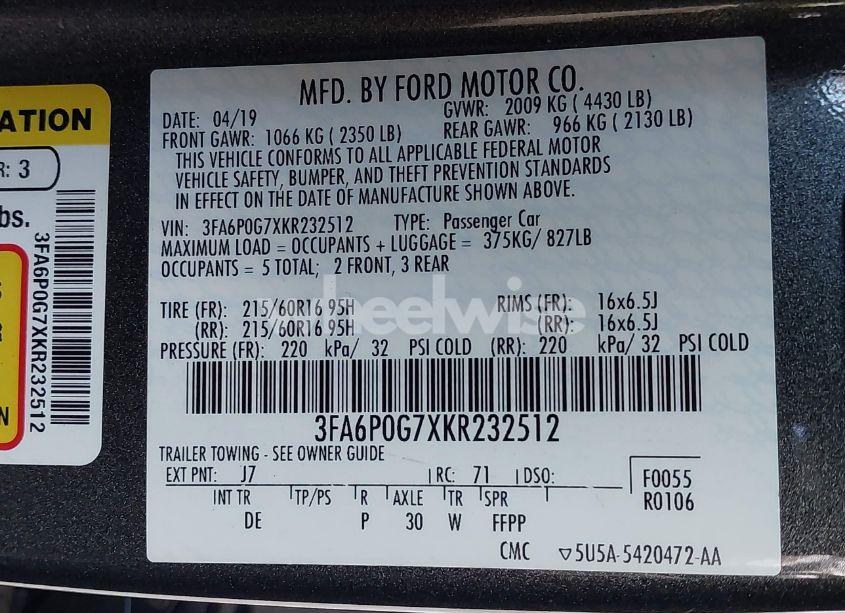 MFD. BY FORD MOTOR CO.
DATE: 04/19 GVWR: 2009 KG ( 4430 LB)
FRONT GAWR: 1066 KG ( 2350 LB) REAR GAWR: 966 KG ( 2130 LB)
THIS VEHICLE CONFORMS TO ALL APPLICABLE FEDERAL MOTOR
VEHICLE SAFETY, BUMPER, AND THEFT PREVENTION STANDARDS
IN EFFECT ON THE DATE OF MANUFACTURE SHOWN ABOVE.
VIN: 3FA6P0G7XKR232512 TYPE: Passenger Car
MAXIMUM LOAD = OCCUPANTS + LUGGAGE = 375KG/ 827LB
OCCUPANTS = 5 TOTAL; 2 FRONT, 3 REAR
TIRE (FR): 215/60R16 95H RIMS (FR): 16x6.5J
(RR): 215/60R16 95H (RR): 16x6.5J
PRESSURE (FR): 220 kPa/ 32 PSI COLD (RR): 220 kPa/ 32 PSI COLD
3FA6P0G7XKR232512
TRAILER TOWING - SEE OWNER GUIDE
EXT PNT: J7 RC: 71 DSO: F0055
R0106
INT TR TP/PS R AXLE TR SPR
DE P 30 W FFPP
CMC ▽5U5A-5420472-AA
ATION
R: 3
bs.
3FA6P0G7XKR232512
N
wheelwise